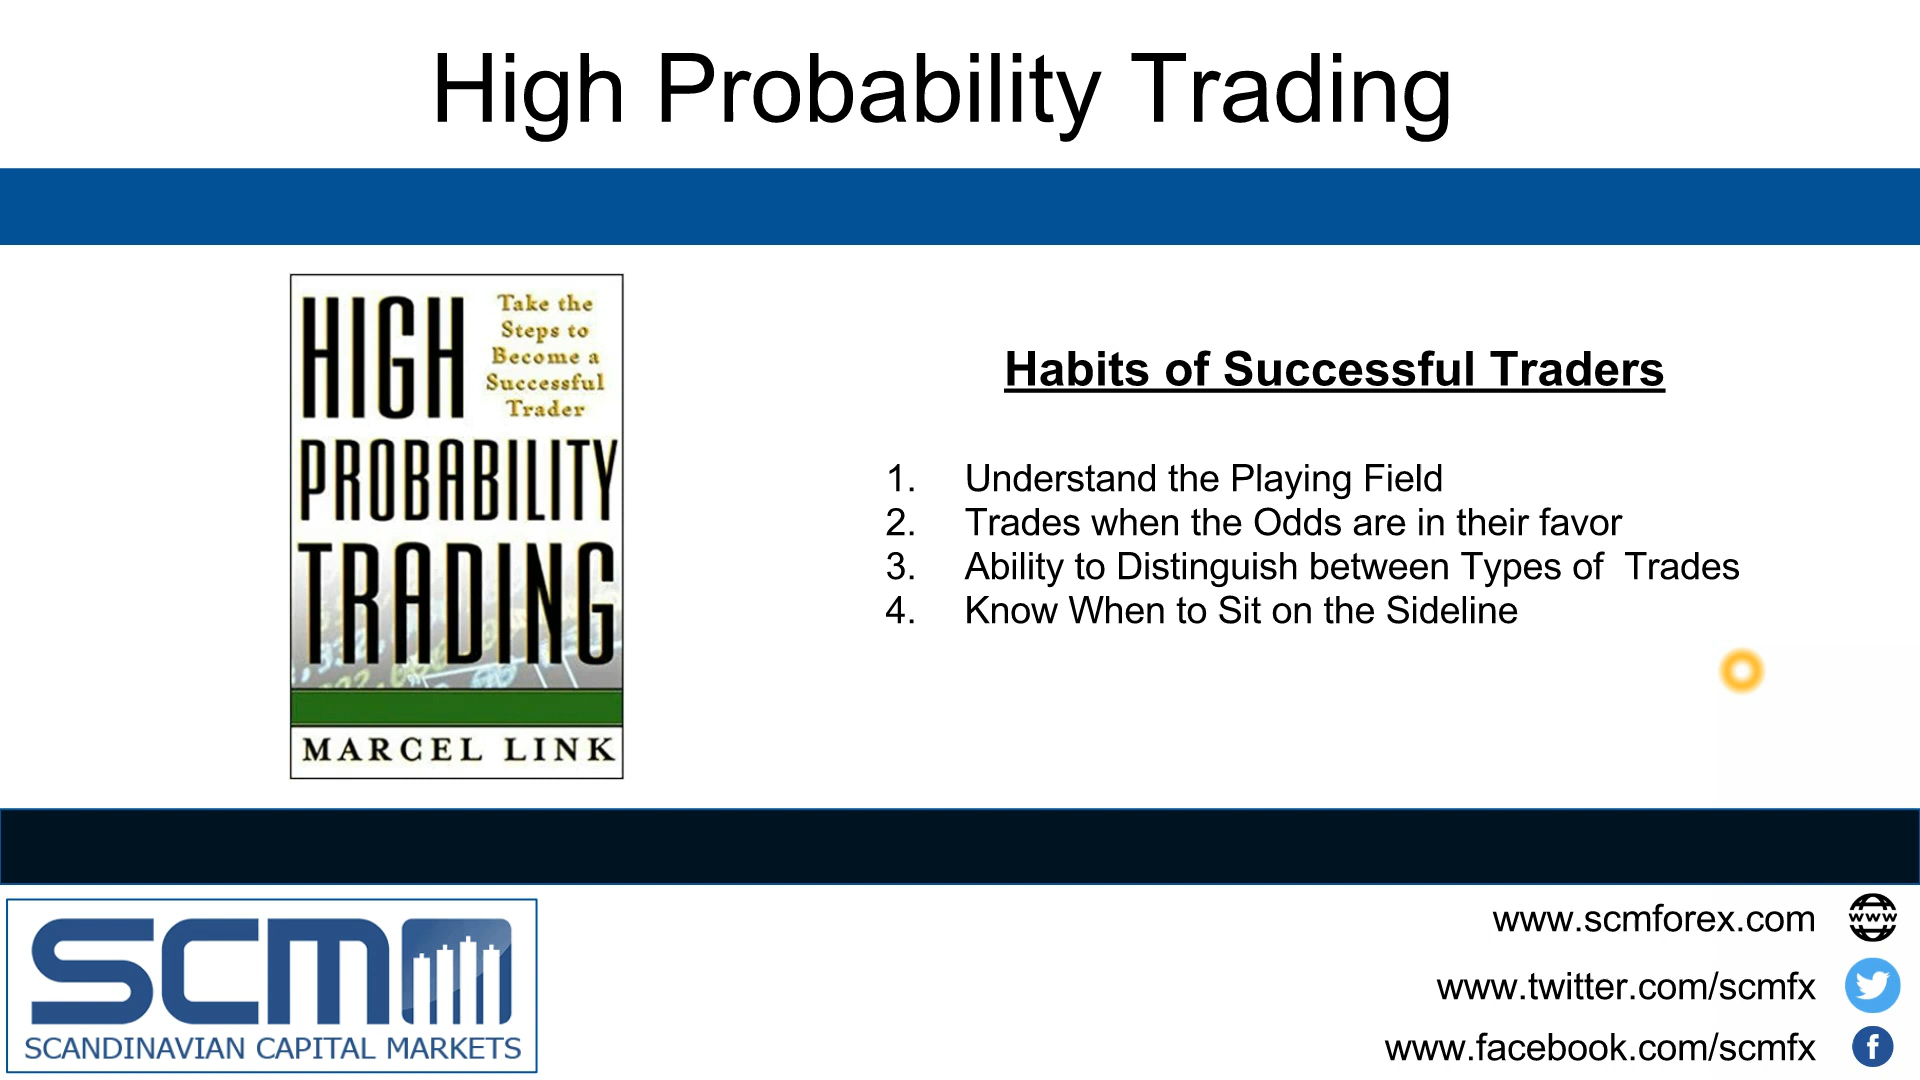 High Probability Trading
HIGH
Take the
Steps to
Become a
Successful
Trader
PROBABILITY
TRADING
MARCEL LINK
Habits of Successful Traders
1. Understand the Playing Field
2. Trades when the Odds are in their favor
3. Ability to Distinguish between Types of  Trades
4. Know When to Sit on the Sideline
SCM
SCANDINAVIAN CAPITAL MARKETS
www.scmforex.com
www
www.twitter.com/scmfx
www.facebook.com/scmfx
f